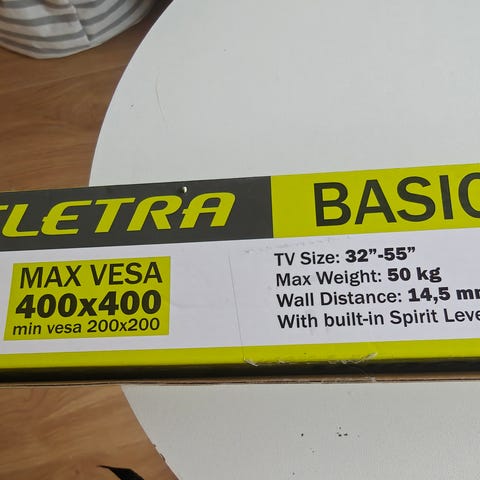 LETRA BASIC
MAX VESA
400x400
min vesa 200x200
TV Size: 32"-55"
Max Weight: 50 kg
Wall Distance: 14,5 mm
With built-in Spirit Leve